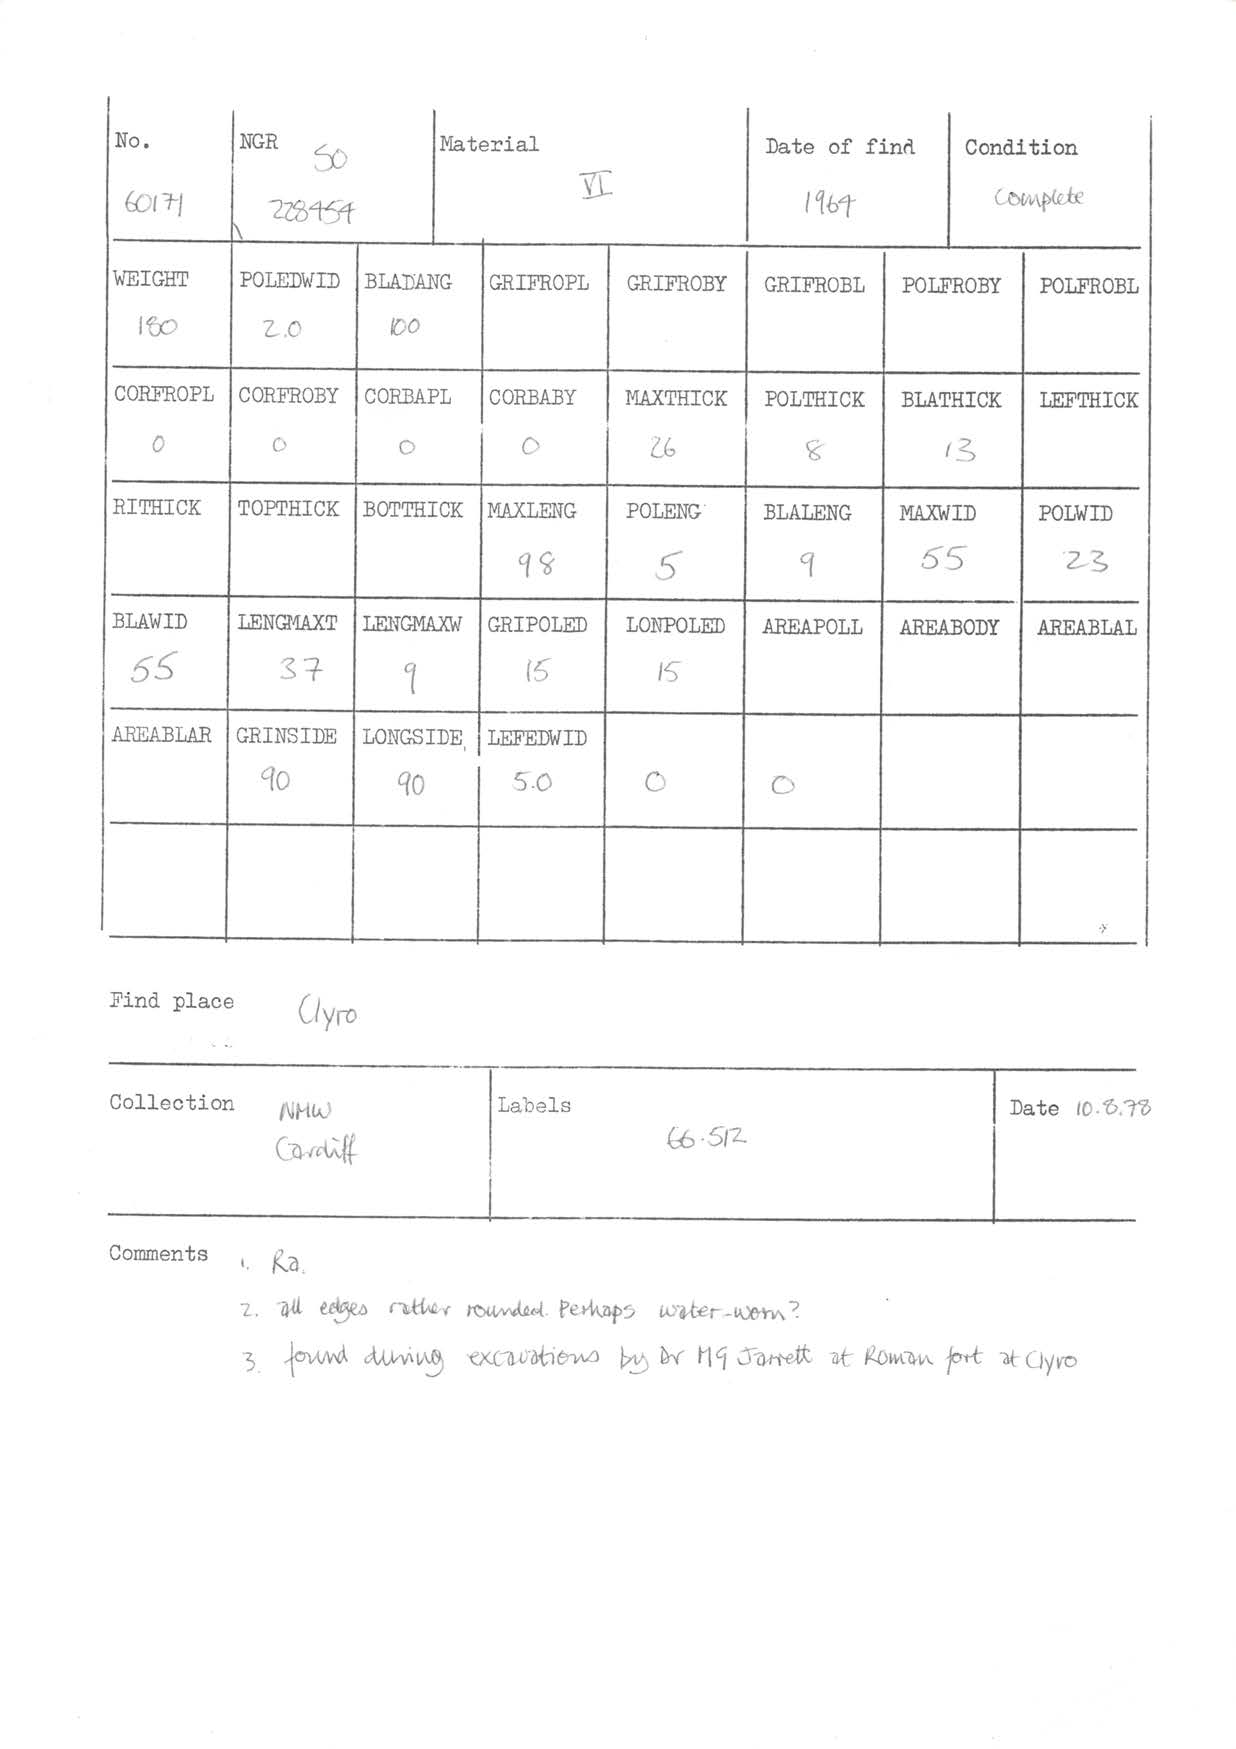 No. NGR SO Material Date of find Condition
60171 228454 VI 1964 Complete
WEIGHT POLEDWID BLADANG GRIFROPL GRIFROBY GRIFROBL POLFROBY POLFROBL
180 2.0 100
CORFROPL CORFROBY CORBAPL CORBABY MAXTHICK POLTHICK BLATHICK LEFTHICK
0 0 0 0 26 8 13
RITHICK TOPTHICK BOTTHICK MAXLENG POLENG BLALENG MAXWID POLWID
98 5 9 55 23
BLAWID LENGMAXT LENGMAXW GRIPOLED LONPOLED AREAPOLL AREABODY AREABLAL
55 37 9 15 15
AREABLAR GRINSIDE LONGSIDE LEFEDWID
90 90 5.0 0 0
Find place Clyro
Collection NMW Labels Date 10.8.78
Cardiff 66.512
Comments 1. Ra.
2. all edges rather rounded. Perhaps water-worn?
3. found during excavations by Dr MG Jarrett at Roman fort at Clyro